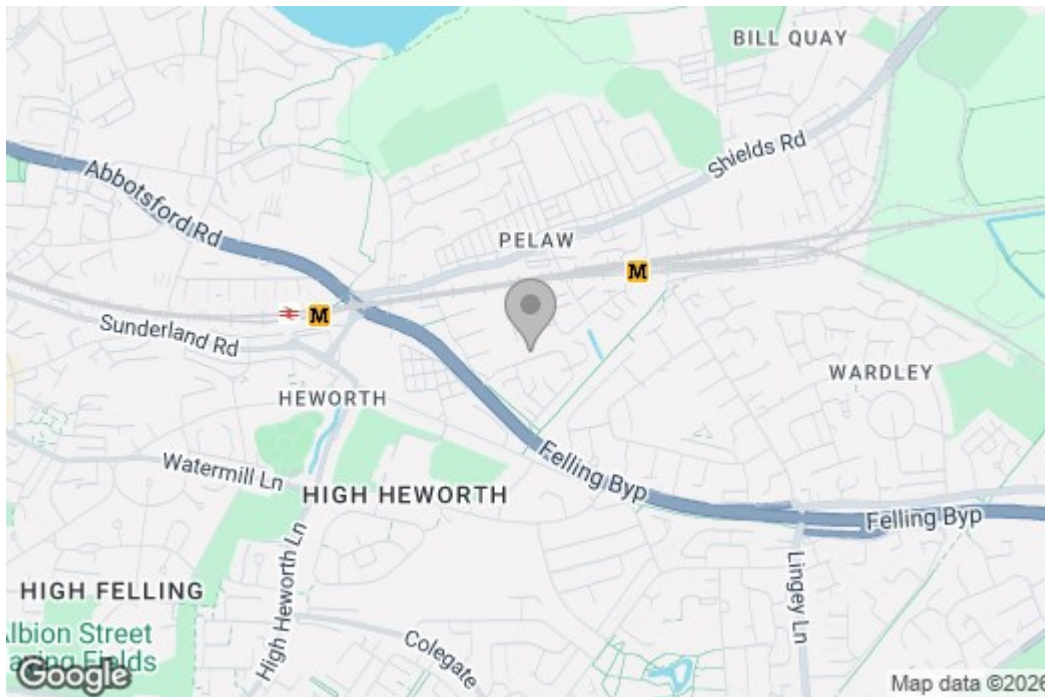 BILL QUAY
Shields Rd
Abbotsford Rd
PELAW
M
M
Sunderland Rd
HEWORTH
WARDLEY
Watermill Ln
Felling Byp
HIGH HEWORTH
Felling Byp
High Heworth Ln
Lingey Ln
HIGH FELLING
Albion Street
Colegate
Fields
Google
Map data ©2026